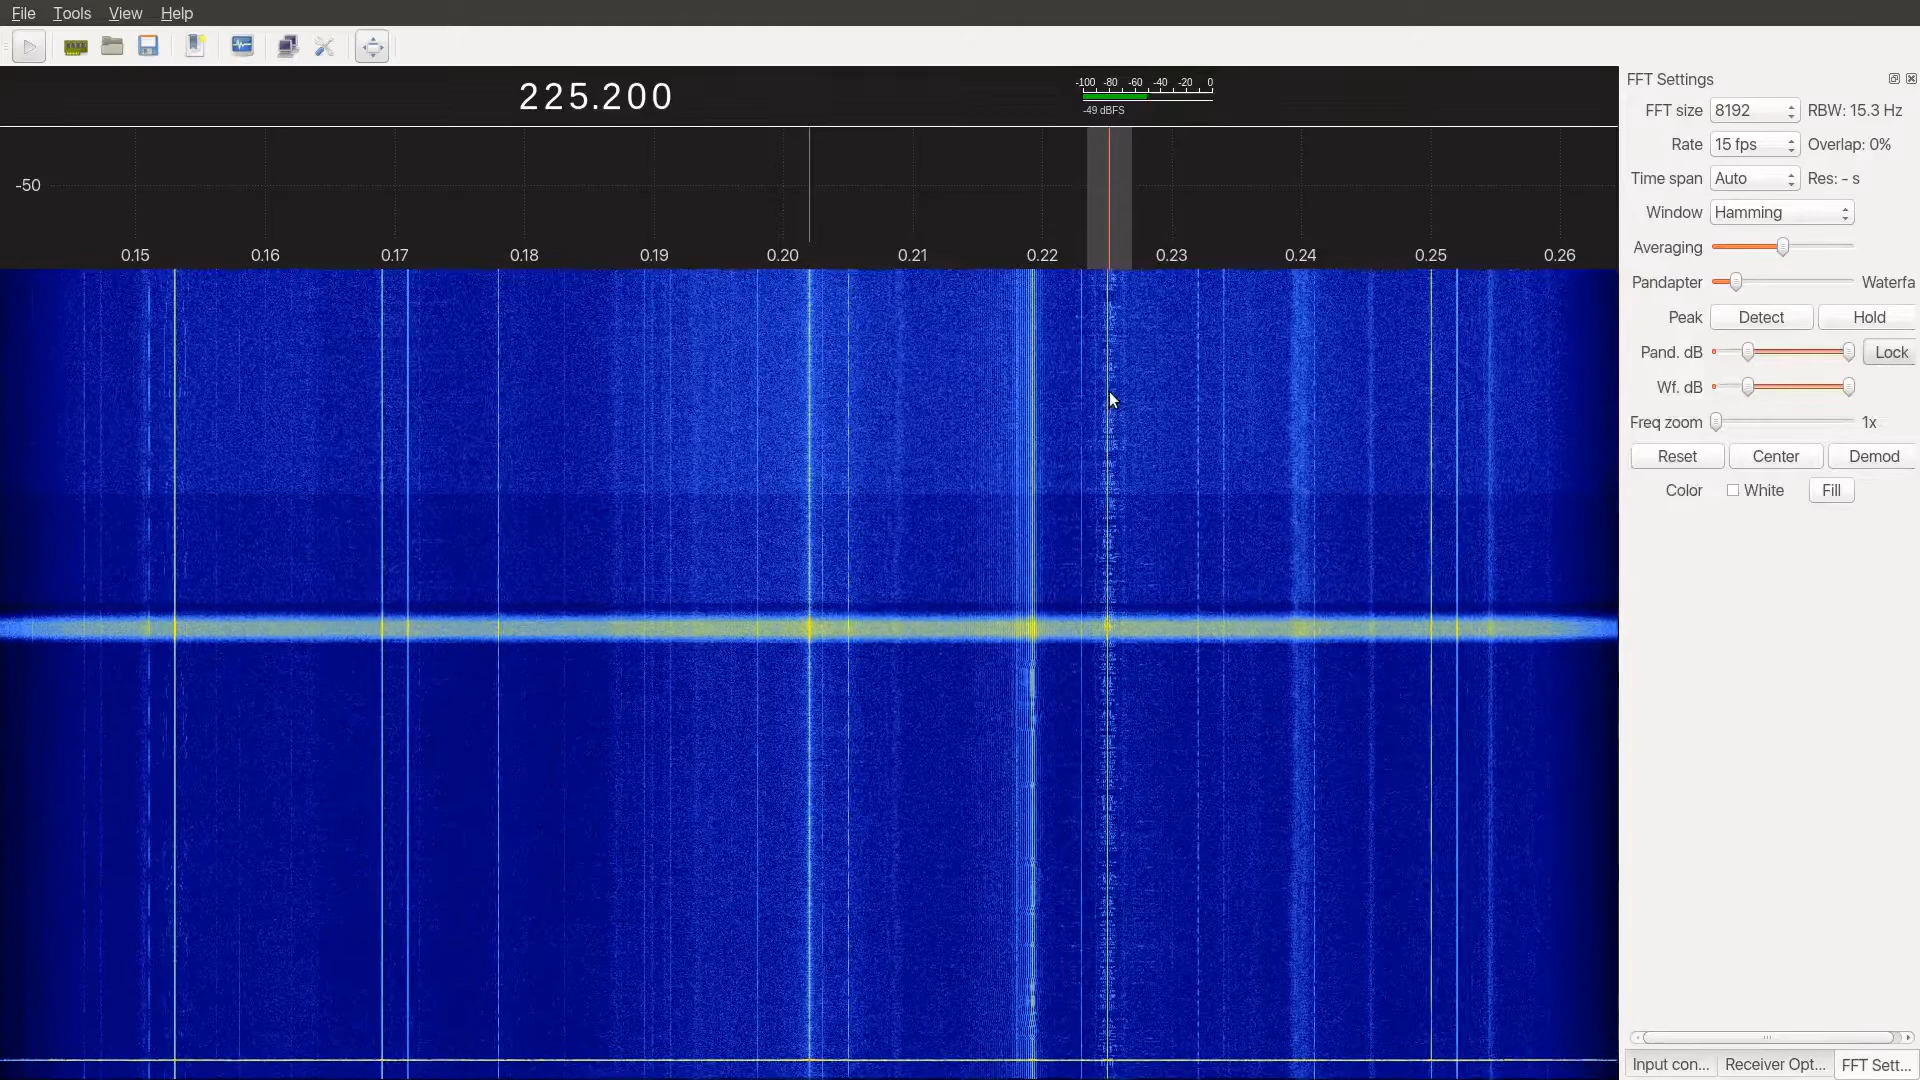 File Tools View Help
225.200
-100 -80 -60 -40 -20 0
-49 dBFS
-50
0.15 0.16 0.17 0.18 0.19 0.20 0.21 0.22 0.23 0.24 0.25 0.26
FFT Settings
FFT size 8192 RBW: 15.3 Hz
Rate 15 fps Overlap: 0%
Time span Auto Res: - s
Window Hamming
Averaging
Pandapter Waterfa
Peak Detect Hold
Pand. dB Lock
Wf. dB
Freq zoom 1x
Reset Center Demod
Color White Fill
Input con... Receiver Opt... FFT Sett...